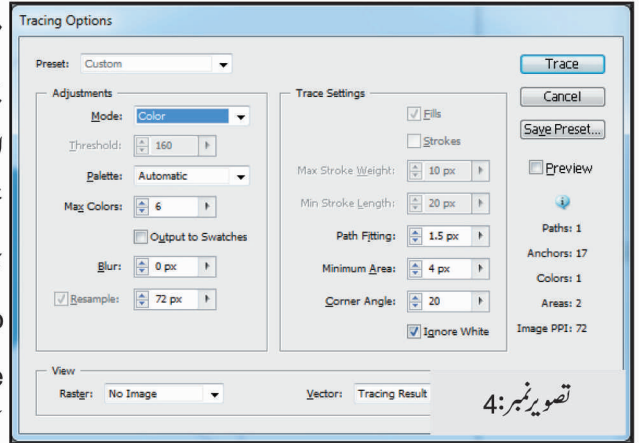 Tracing Options
Preset: Custom
Trace
Adjustments
Mode: Color
Threshold: 160
Palette: Automatic
Max Colors: 6
Output to Swatches
Blur: 0 px
Resample: 72 px
Trace Settings
Fills
Strokes
Max Stroke Weight: 10 px
Min Stroke Length: 20 px
Path Fitting: 1.5 px
Minimum Area: 4 px
Corner Angle: 20
Ignore White
Cancel
Save Preset...
Preview
Paths: 1
Anchors: 17
Colors: 1
Areas: 2
Image PPI: 72
View
Raster: No Image
Vector: Tracing Result
تصویر نمبر:4